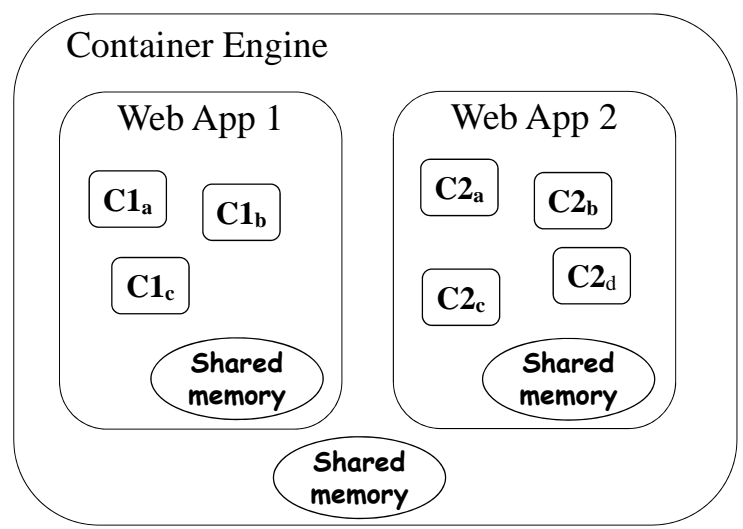 Container Engine
Web App 1
C1a
C1b
C1c
Shared
memory
Web App 2
C2a
C2b
C2c
C2d
Shared
memory
Shared
memory